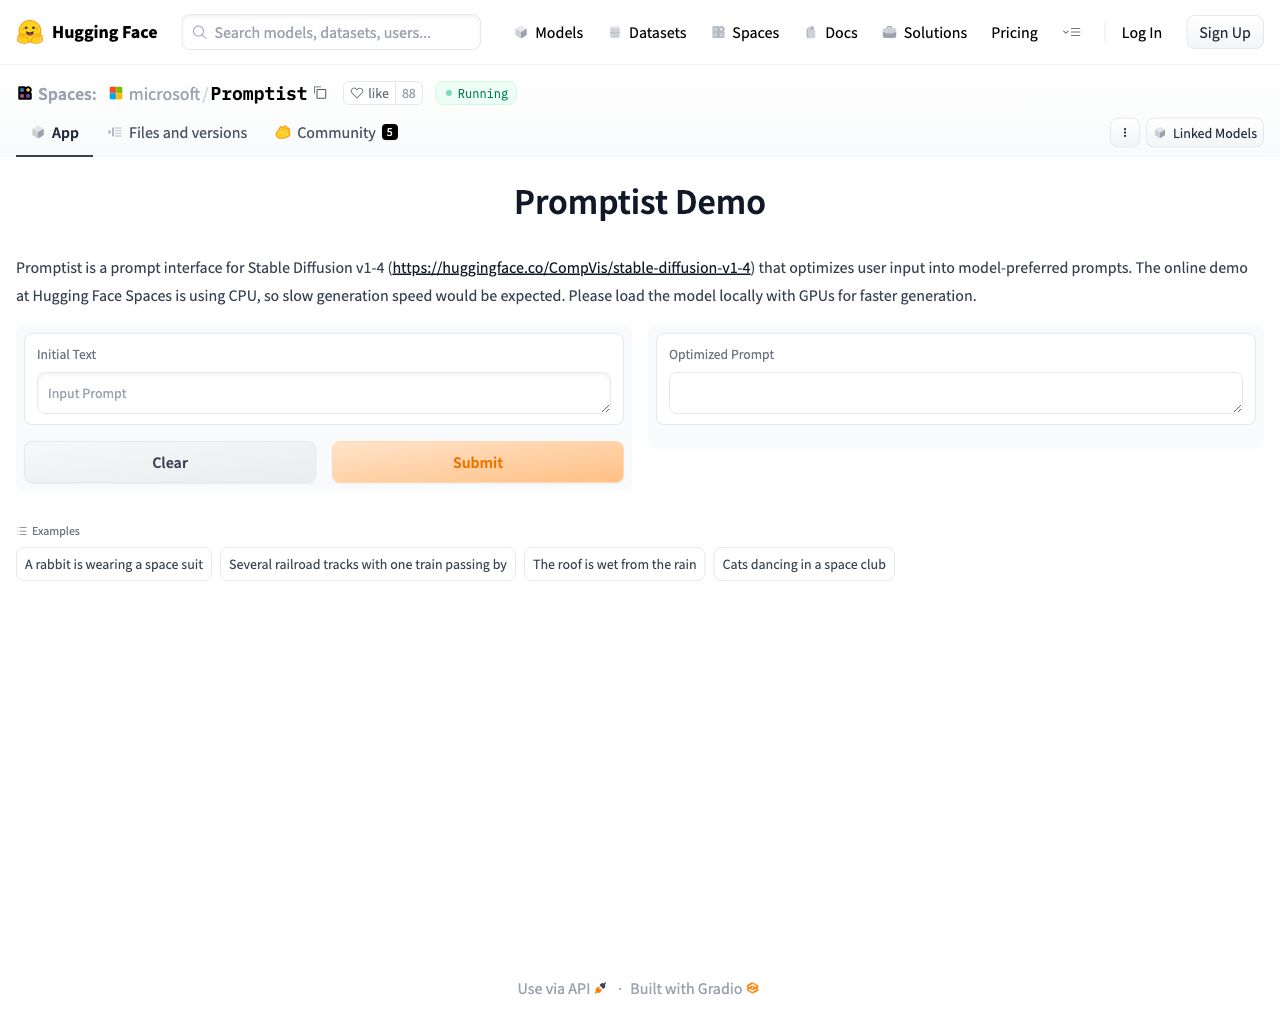 Hugging Face
Search models, datasets, users...
Models
Datasets
Spaces
Docs
Solutions
Pricing
Log In
Sign Up
Spaces:
microsoft/Promptist
like 88
Running
App
Files and versions
Community 5
Linked Models
Promptist Demo
Promptist is a prompt interface for Stable Diffusion v1-4 (https://huggingface.co/CompVis/stable-diffusion-v1-4) that optimizes user input into model-preferred prompts. The online demo
at Hugging Face Spaces is using CPU, so slow generation speed would be expected. Please load the model locally with GPUs for faster generation.
Initial Text
Input Prompt
Clear
Submit
Optimized Prompt
Examples
A rabbit is wearing a space suit
Several railroad tracks with one train passing by
The roof is wet from the rain
Cats dancing in a space club
Use via API · Built with Gradio